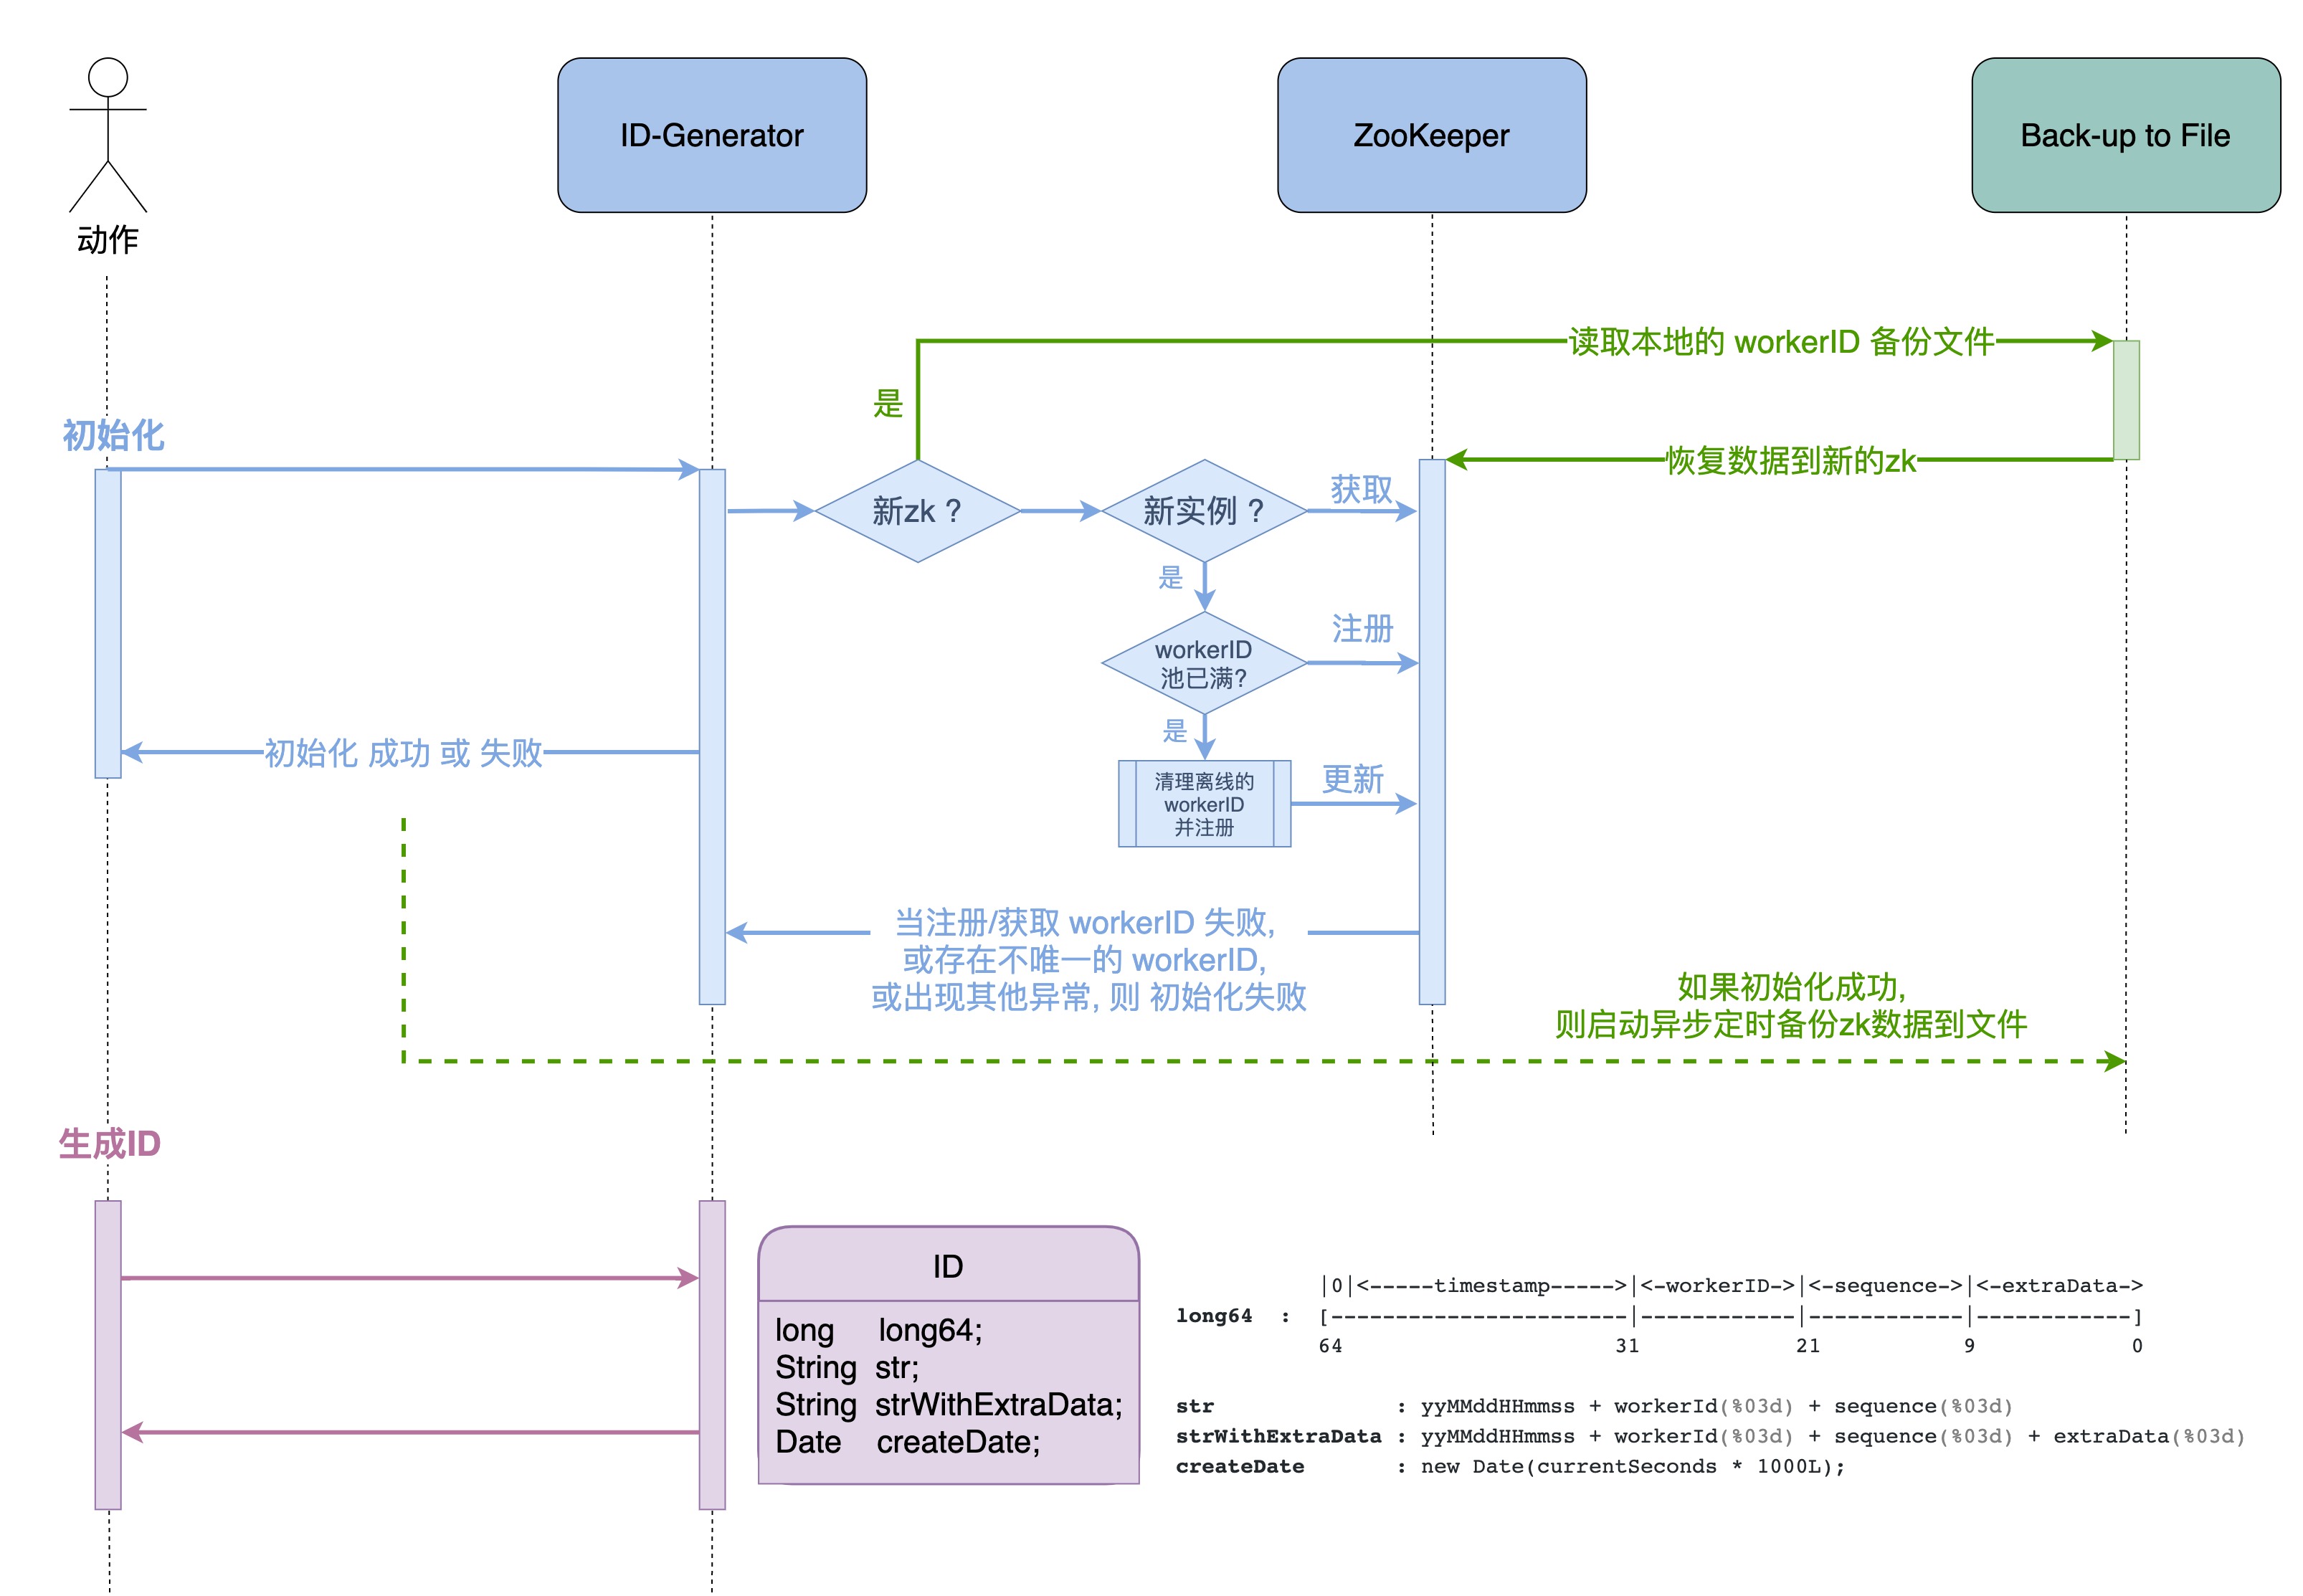 动作
ID-Generator
ZooKeeper
Back-up to File
读取本地的 workerID 备份文件
是
初始化
恢复数据到新的zk
新zk ?
新实例 ?
获取
是
workerID
池已满?
注册
是
初始化 成功 或 失败
清理离线的
workerID
并注册
更新
当注册/获取 workerID 失败,
或存在不唯一的 workerID,
或出现其他异常, 则 初始化失败
如果初始化成功,
则启动异步定时备份zk数据到文件
生成ID
ID
long long64;
String str;
String strWithExtraData;
Date createDate;
|0|<-----timestamp----->|<-workerID->|<-sequence->|<-extraData->
long64 : [-----------------------|------------|------------|------------]
64 31 21 9 0
str : yyMMddHHmmss + workerId(%03d) + sequence(%03d)
strWithExtraData : yyMMddHHmmss + workerId(%03d) + sequence(%03d) + extraData(%03d)
createDate : new Date(currentSeconds * 1000L);